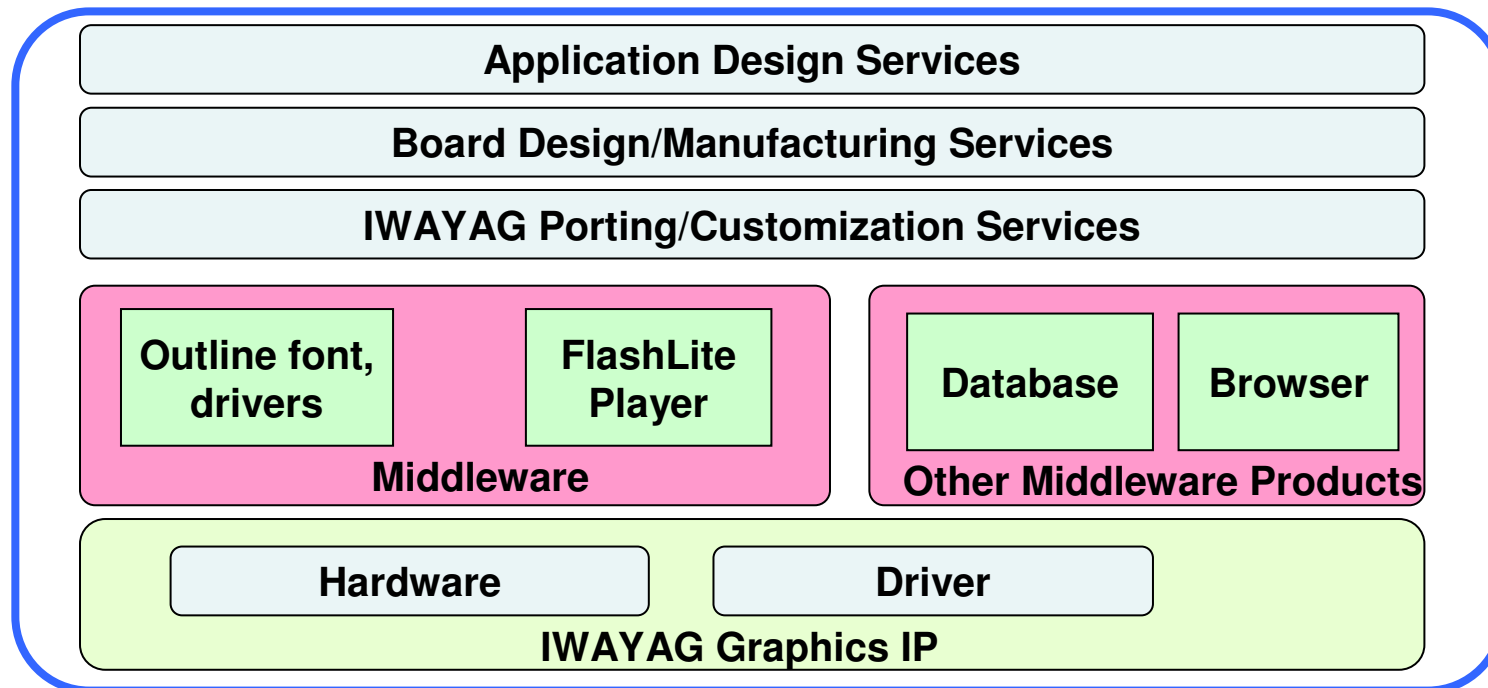 Application Design Services
Board Design/Manufacturing Services
IWAYAG Porting/Customization Services
Outline font,
drivers
FlashLite
Player
Middleware
Database
Browser
Other Middleware Products
Hardware
Driver
IWAYAG Graphics IP